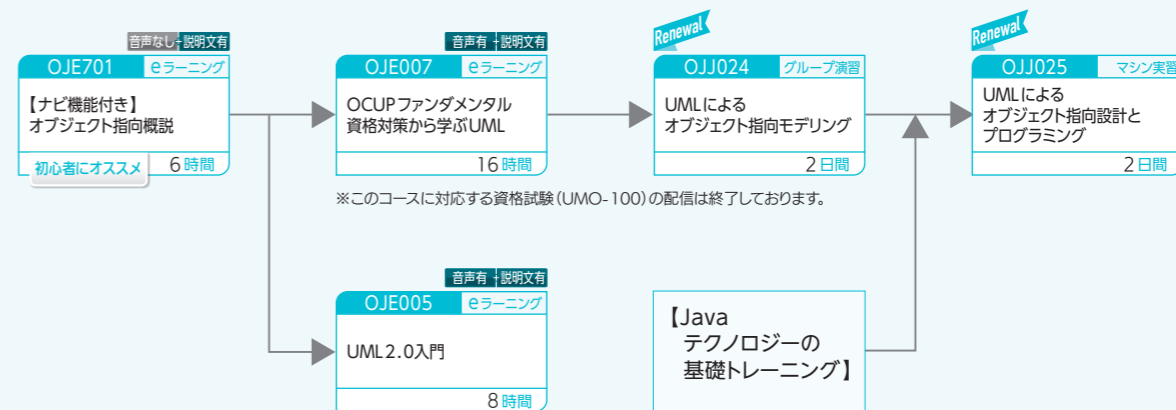 音声なし+説明文有
OJE701 eラーニング
【ナビ機能付き】
オブジェクト指向概説
初心者にオススメ 6時間
音声有+説明文有
OJE007 eラーニング
OCUPファンダメンタル
資格対策から学ぶUML
16時間
Renewal
OJJ024 グループ演習
UMLによる
オブジェクト指向モデリング
2日間
Renewal
OJJ025 マシン実習
UMLによる
オブジェクト指向設計と
プログラミング
2日間
※このコースに対応する資格試験(UMO-100)の配信は終了しております。
音声有+説明文有
OJE005 eラーニング
UML2.0入門
8時間
【Java
テクノロジーの
基礎トレーニング】